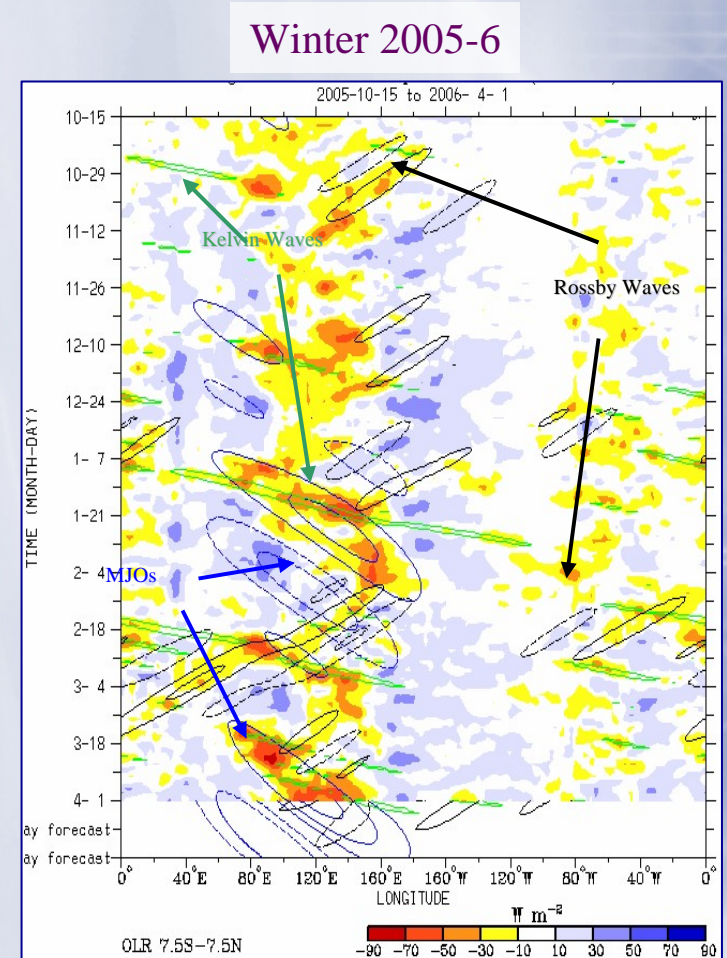 Winter 2005-6
2005-10-15 to 2006- 4- 1
10-15
10-29
11-12
11-26
12-10
12-24
1- 7
1-21
2- 4
2-18
3- 4
3-18
4- 1
ay forecast
ay forecast
TIME (MONTH-DAY)
Kelvin Waves
Rossby Waves
MJOs
0° 40°E 80°E 120°E 160°E 160°W 120°W 80°W 40°W 0°
LONGITUDE
W m⁻²
OLR 7.5S-7.5N
-90 -70 -50 -30 -10 10 30 50 70 90